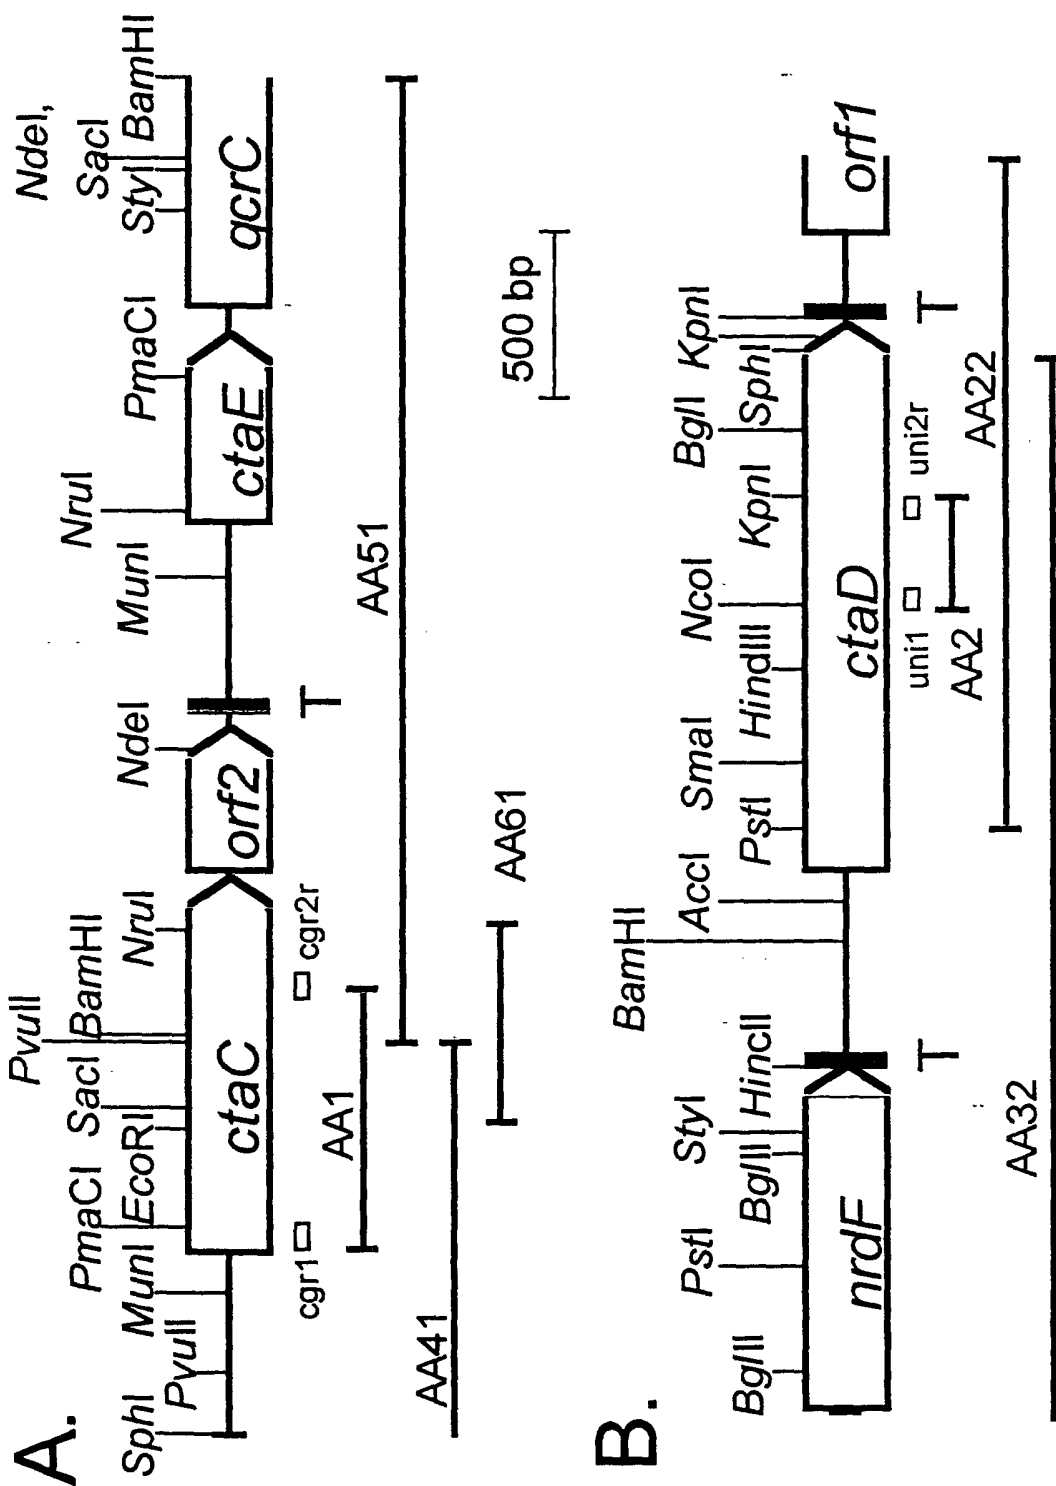 A.
SphI
PvuII
MunI
PmaCI
EcoRI
SacI
PvuII
BamHI
NruI
NdeI
MunI
NruI
PmaCI
StyI
SacI
NdeI,
BamHI
ctaC
orf2
ctaE
qcrC
T
cgr1
cgr2r
AA1
AA51
AA41
AA61
500 bp
B.
BglII
PstI
BglII
StyI
HincII
BamHI
AccI
PstI
SmaI
HindIII
NcoI
KpnI
BglI
SphI
KpnI
nrdF
ctaD
orf1
T
T
uni1
uni2r
AA2
AA22
AA32